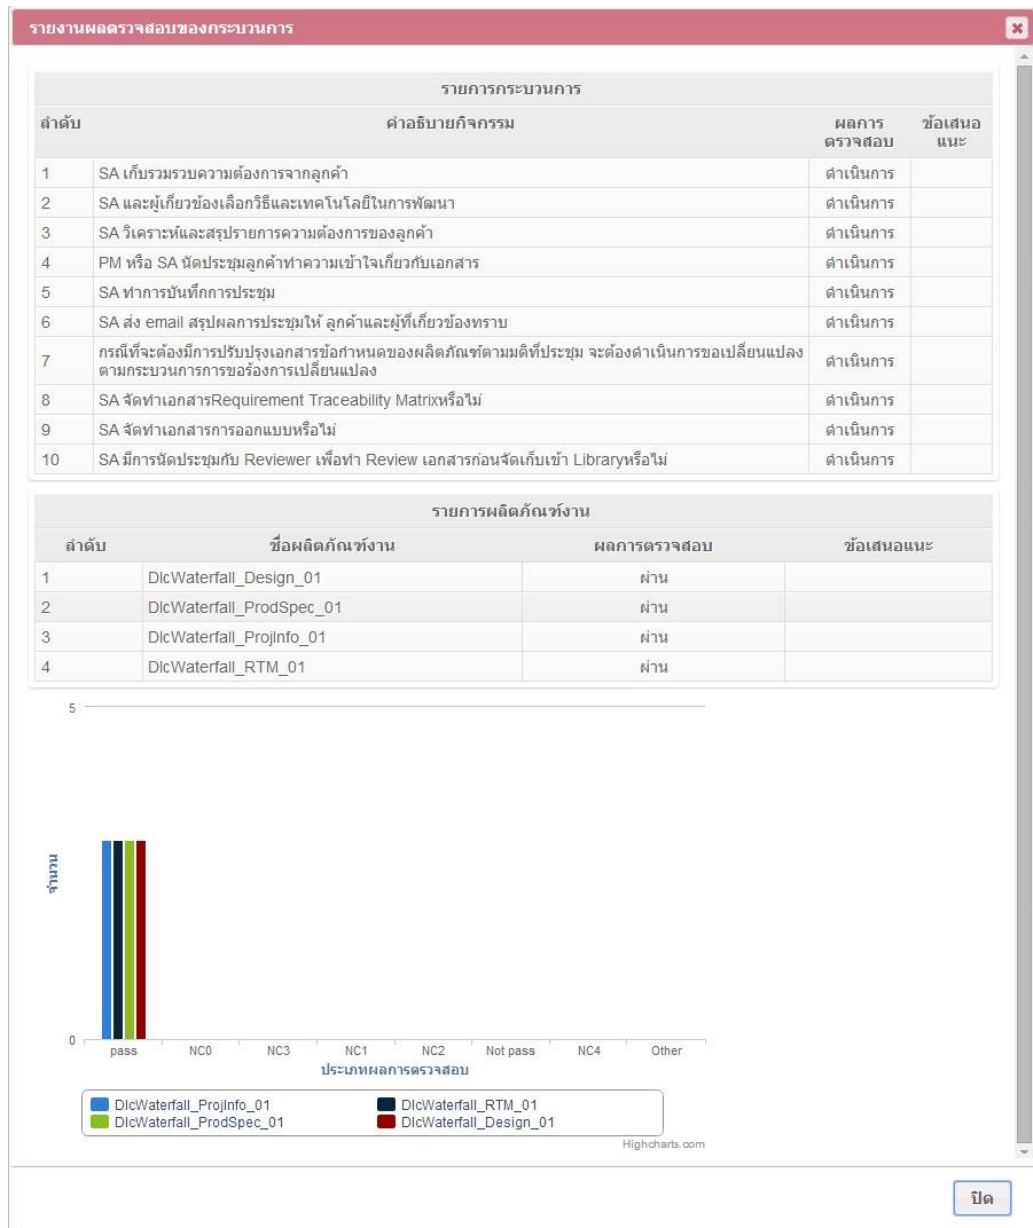 รายงานผลตรวจสอบของกระบวนการ
รายการกระบวนการ
ลำดับ คำอธิบายกิจกรรม ผลการตรวจสอบ ข้อเสนอแนะ
1 SA เก็บรวมรวบความต้องการจากลูกค้า ดำเนินการ
2 SA และผู้เกี่ยวข้องเลือกวิธีและเทคโนโลยีในการพัฒนา ดำเนินการ
3 SA วิเคราะห์และสรุปรายการความต้องการของลูกค้า ดำเนินการ
4 PM หรือ SA นัดประชุมลูกค้าทำความเข้าใจเกี่ยวกับเอกสาร ดำเนินการ
5 SA ทำการบันทึกการประชุม ดำเนินการ
6 SA ส่ง email สรุปผลการประชุมให้ ลูกค้าและผู้ที่เกี่ยวข้องทราบ ดำเนินการ
7 กรณีที่จะต้องมีการปรับปรุงเอกสารข้อกำหนดของผลิตภัณฑ์ตามมติที่ประชุม จะต้องดำเนินการขอเปลี่ยนแปลง
ตามกระบวนการการขอร้องการเปลี่ยนแปลง ดำเนินการ
8 SA จัดทำเอกสารRequirement Traceability Matrixหรือไม่ ดำเนินการ
9 SA จัดทำเอกสารการออกแบบหรือไม่ ดำเนินการ
10 SA มีการนัดประชุมกับ Reviewer เพื่อทำ Review เอกสารก่อนจัดเก็บเข้า Libraryหรือไม่ ดำเนินการ
รายการผลิตภัณฑ์งาน
ลำดับ ชื่อผลิตภัณฑ์งาน ผลการตรวจสอบ ข้อเสนอแนะ
1 DlcWaterfall_Design_01 ผ่าน
2 DlcWaterfall_ProdSpec_01 ผ่าน
3 DlcWaterfall_ProjInfo_01 ผ่าน
4 DlcWaterfall_RTM_01 ผ่าน
5
จำนวน
0
pass NC0 NC3 NC1 NC2 Not pass NC4 Other
ประเภทผลการตรวจสอบ
DlcWaterfall_ProjInfo_01 DlcWaterfall_RTM_01
DlcWaterfall_ProdSpec_01 DlcWaterfall_Design_01
Highcharts.com
ปิด